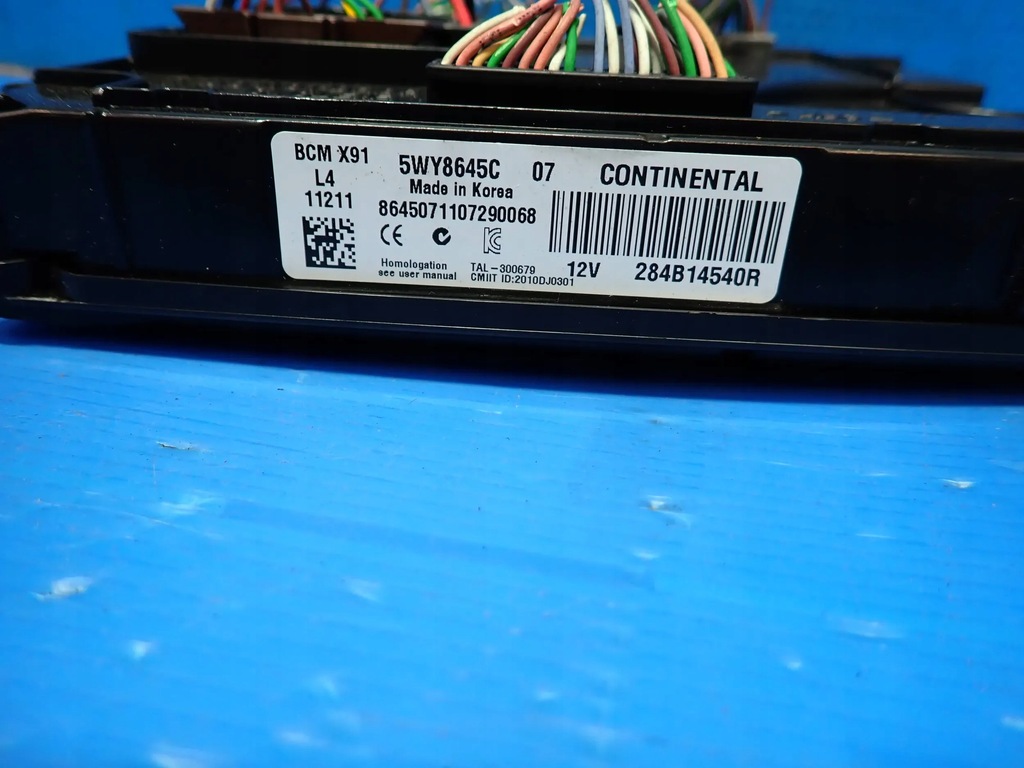 BCM X91
L4
11211
5WY8645C 07
Made in Korea
8645071107290068
CE
Homologation
see user manual
TAL-300679
CMIIT ID:2010DJ0301
CONTINENTAL
12V 284B14540R